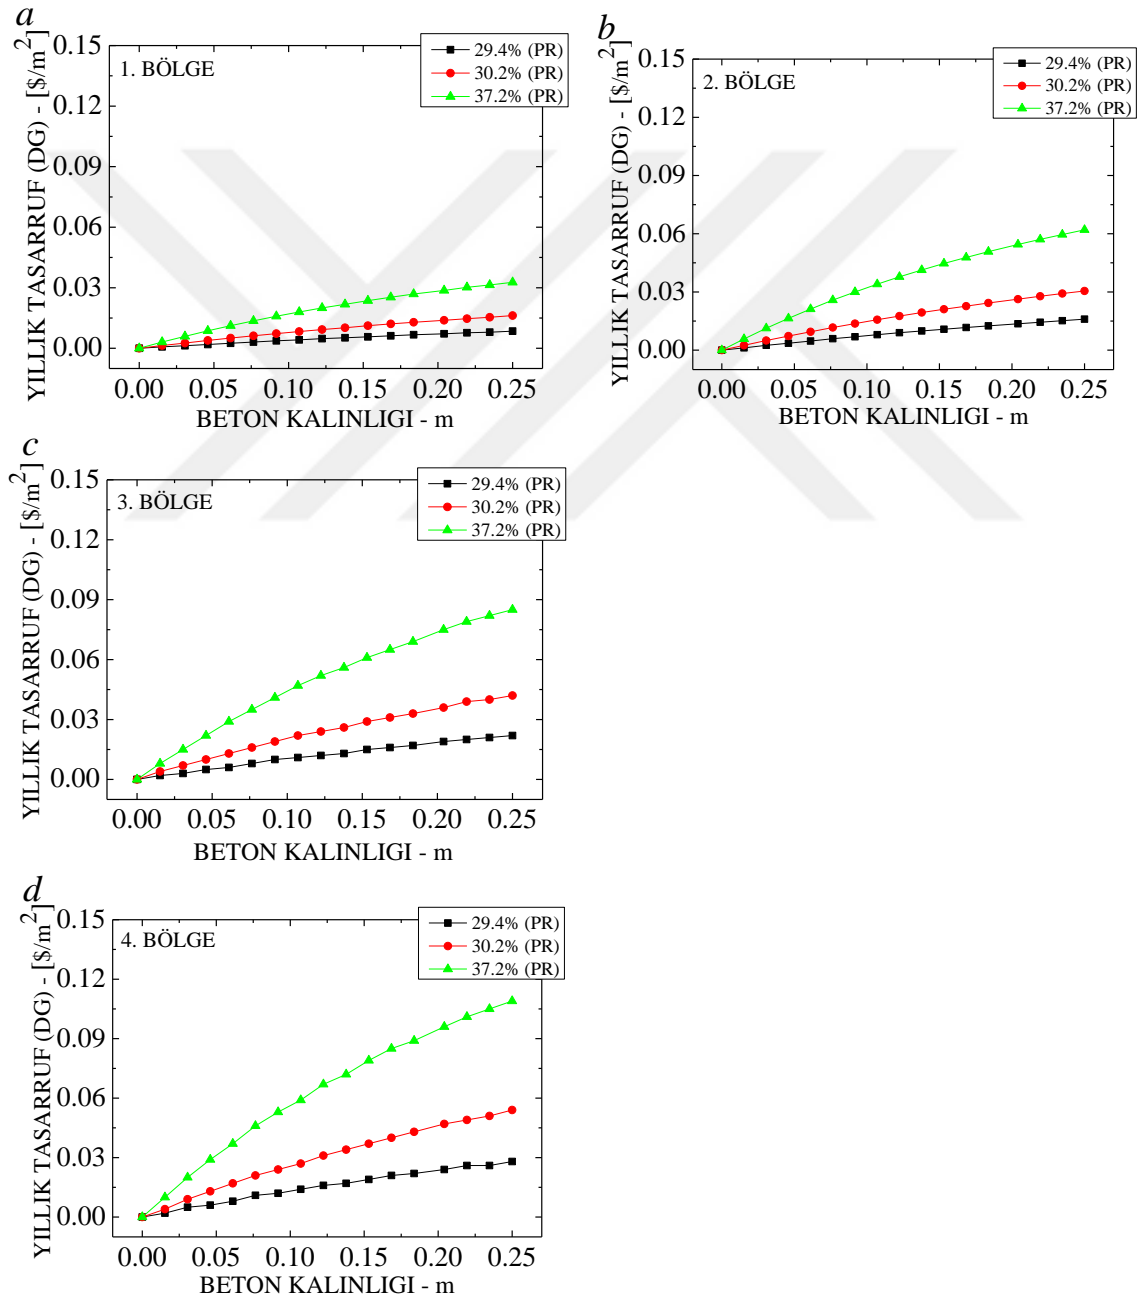 a
YILLIK TASARRUF (DG) - [$/m²]
0.15
0.12
0.09
0.06
0.03
0.00
1. BÖLGE
29.4% (PR)
30.2% (PR)
37.2% (PR)
0.00 0.05 0.10 0.15 0.20 0.25
BETON KALINLIGI - m
b
YILLIK TASARRUF (DG) - [$/m²]
0.15
0.12
0.09
0.06
0.03
0.00
2. BÖLGE
29.4% (PR)
30.2% (PR)
37.2% (PR)
0.00 0.05 0.10 0.15 0.20 0.25
BETON KALINLIGI - m
c
YILLIK TASARRUF (DG) - [$/m²]
0.15
0.12
0.09
0.06
0.03
0.00
3. BÖLGE
29.4% (PR)
30.2% (PR)
37.2% (PR)
0.00 0.05 0.10 0.15 0.20 0.25
BETON KALINLIGI - m
d
YILLIK TASARRUF (DG) - [$/m²]
0.15
0.12
0.09
0.06
0.03
0.00
4. BÖLGE
29.4% (PR)
30.2% (PR)
37.2% (PR)
0.00 0.05 0.10 0.15 0.20 0.25
BETON KALINLIGI - m